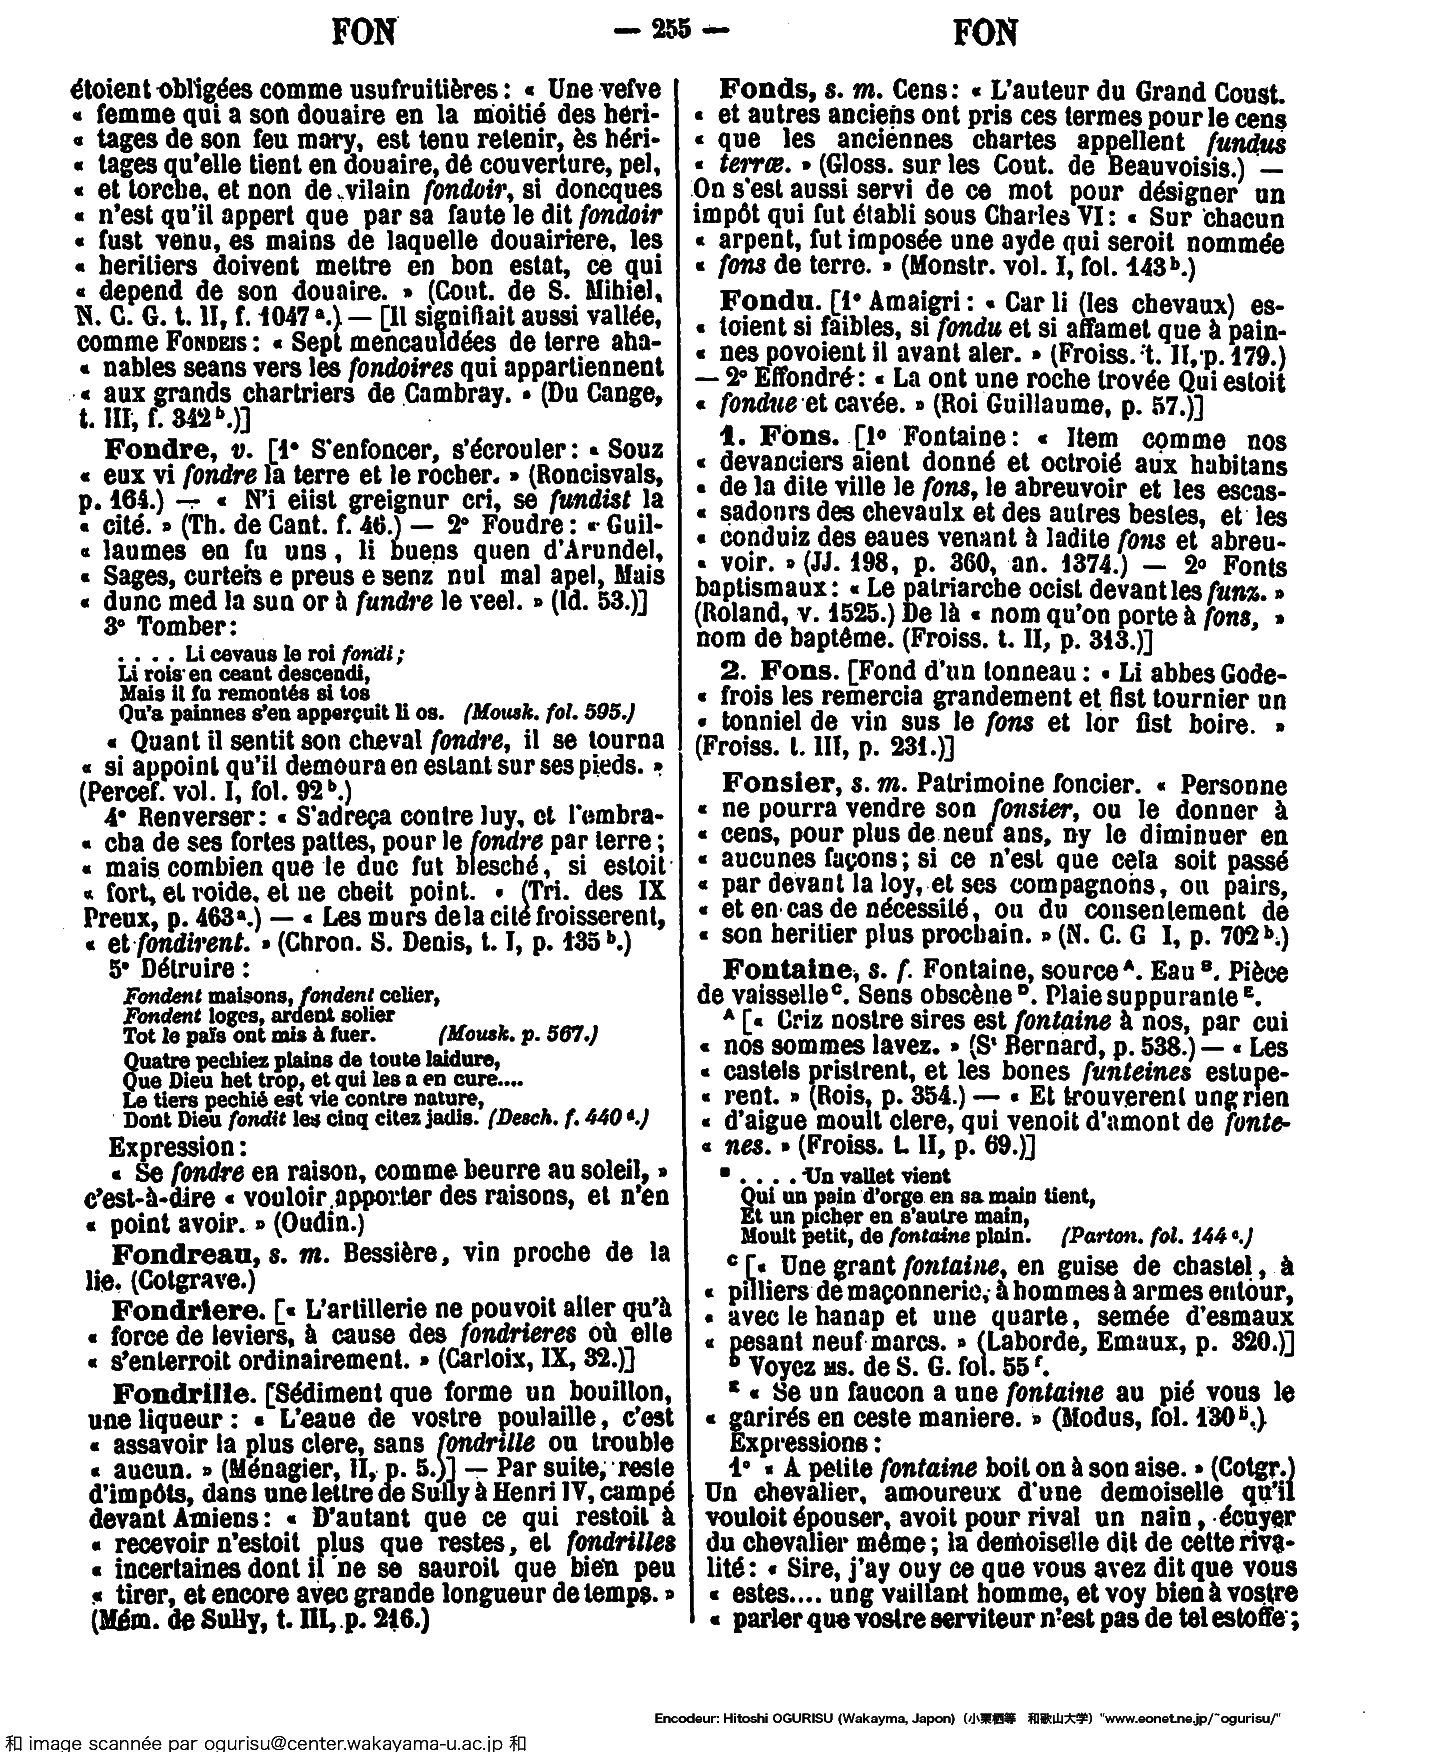 FON — 255 — FON
étoient obligées comme usufruitières : « Une vefve
« femme qui a son douaire en la moitié des héri-
« tages de son feu mary, est tenu retenir, ès héri-
« tages qu'elle tient en douaire, dé couverture, pel,
« et torche, et non de vilain fondoir, si doncques
« n'est qu'il appert que par sa faute le dit fondoir
« fust venu, es mains de laquelle douairiere, les
« heritiers doivent mettre en bon estat, ce qui
« depend de son douaire. » (Cout. de S. Mihiel,
N. C. G. t. II, f. 1047 a.) — [Il signifiait aussi vallée,
comme FONDEIS : « Sept mencauldées de terre aha-
« nables seans vers les fondoires qui appartiennent
« aux grands chartriers de Cambray. » (Du Cange,
t. III, f. 342 b.)]
Fondre, v. [1° S'enfoncer, s'écrouler : « Souz
« eux vi fondre la terre et le rocher. » (Roncisvals,
p. 164.) — « N'i eiist greignur cri, se fundist la
« cité. » (Th. de Cant. f. 46.) — 2° Foudre : « Guil-
« laumes en fu uns, li buens quen d'Arundel,
« Sages, curteis e preus e senz nul mal apel, Mais
« dunc med la sun or à fundre le veel. » (Id. 53.)]
3° Tomber :
. . . . Li cevaus le roi fondi ;
Li rois en ceant descendi,
Mais il fu remontés si tos
Qu'a painnes s'en apperçuit li os. (Mousk. fol. 595.)
« Quant il sentit son cheval fondre, il se tourna
« si appoint qu'il demoura en estant sur ses pieds. »
(Percef. vol. I, fol. 92 b.)
4° Renverser : « S'adreça contre luy, et l'embra-
« cha de ses fortes pattes, pour le fondre par terre ;
« mais combien que le duc fut blesché, si estoit
« fort, et roide, et ne cheit point. » (Tri. des IX
Preux, p. 463 a.) — « Les murs de la cité froisserent,
« et fondirent. » (Chron. S. Denis, t. I, p. 135 b.)
5° Détruire :
Fondent maisons, fondent celier,
Fondent loges, ardent solier
Tot le païs ont mis à fuer. (Mousk. p. 567.)
Quatre pechiez plains de toute laidure,
Que Dieu het trop, et qui les a en cure....
Le tiers pechié est vie contre nature,
Dont Dieu fondit les cinq citez jadis. (Desch. f. 440 d.)
Expression :
« Se fondre en raison, comme beurre au soleil, »
c'est-à-dire « vouloir apporter des raisons, et n'en
« point avoir. » (Oudin.)
Fondreau, s. m. Bessière, vin proche de la
lie. (Cotgrave.)
Fondriere. [« L'artillerie ne pouvoit aller qu'à
« force de leviers, à cause des fondrieres où elle
« s'enterroit ordinairement. » (Carloix, IX, 32.)]
Fondrille. [Sédiment que forme un bouillon,
une liqueur : « L'eaue de vostre poulaille, c'est
« assavoir la plus clere, sans fondrille ou trouble
« aucun. » (Ménagier, II, p. 5.)] — Par suite, reste
d'impôts, dans une lettre de Sully à Henri IV, campé
devant Amiens : « D'autant que ce qui restoit à
« recevoir n'estoit plus que restes, et fondrilles
« incertaines dont il ne se sauroit que bien peu
« tirer, et encore avec grande longueur de temps. »
(Mém. de Sully, t. III, p. 216.)
Fonds, s. m. Cens : « L'auteur du Grand Coust.
« et autres anciens ont pris ces termes pour le cens
« que les anciennes chartes appellent fundus
« terræ. » (Gloss. sur les Cout. de Beauvoisis.) —
On s'est aussi servi de ce mot pour désigner un
impôt qui fut établi sous Charles VI : « Sur chacun
« arpent, fut imposée une ayde qui seroit nommée
« fons de terre. » (Monstr. vol. I, fol. 143 b.)
Fondu. [1° Amaigri : « Car li (les chevaux) es-
« toient si faibles, si fondu et si affamet que à pain-
« nes povoient il avant aler. » (Froiss. t. II, p. 179.)
— 2° Effondré : « La ont une roche trovée Qui estoit
« fondue et cavée. » (Roi Guillaume, p. 57.)]
1. Fons. [1° Fontaine : « Item comme nos
« devanciers aient donné et octroié aux habitans
« de la dite ville le fons, le abreuvoir et les escas-
« sadours des chevaulx et des autres bestes, et les
« conduiz des eaues venant à ladite fons et abreu-
« voir. » (JJ. 198, p. 360, an. 1374.) — 2° Fonts
baptismaux : « Le patriarche ocist devant les funz. »
(Roland, v. 1525.) De là « nom qu'on porte à fons, »
nom de baptême. (Froiss. t. II, p. 313.)]
2. Fons. [Fond d'un tonneau : « Li abbes Gode-
« frois les remercia grandement et fist tournier un
« tonniel de vin sus le fons et lor fist boire. »
(Froiss. t. III, p. 231.)]
Fonsier, s. m. Patrimoine foncier. « Personne
« ne pourra vendre son fonsier, ou le donner à
« cens, pour plus de neuf ans, ny le diminuer en
« aucunes façons ; si ce n'est que cela soit passé
« par devant la loy, et ses compagnons, ou pairs,
« et en cas de nécessité, ou du consentement de
« son heritier plus prochain. » (N. C. G I, p. 702 b.)
Fontaine, s. f. Fontaine, source A. Eau B. Pièce
de vaisselle C. Sens obscène D. Plaie suppurante E.
A [« Criz nostre sires est fontaine à nos, par cui
« nos sommes lavez. » (St Bernard, p. 538.) — « Les
« castels pristrent, et les bones funteines estupe-
« rent. » (Rois, p. 354.) — « Et trouverent ung rien
« d'aigue moult clere, qui venoit d'amont de fonte-
« nes. » (Froiss. t. II, p. 69.)]
B . . . . Un vallet vient
Qui un pain d'orge en sa main tient,
Et un picher en s'autre main,
Moult petit, de fontaine plain. (Parton. fol. 144 c.)
C [« Une grant fontaine, en guise de chastel, à
« pilliers de maçonnerie, à hommes à armes entour,
« avec le hanap et une quarte, semée d'esmaux
« pesant neuf marcs. » (Laborde, Emaux, p. 320.)]
D Voyez MS. de S. G. fol. 55 f.
E « Se un faucon a une fontaine au pié vous le
« garirés en ceste maniere. » (Modus, fol. 130 b.)
Expressions :
1° « A petite fontaine boit on à son aise. » (Cotgr.)
Un chevalier, amoureux d'une demoiselle qu'il
vouloit épouser, avoit pour rival un nain, écuyer
du chevalier même ; la demoiselle dit de cette riva-
lité : « Sire, j'ay ouy ce que vous avez dit que vous
« estes.... ung vaillant homme, et voy bien à vostre
« parler que vostre serviteur n'est pas de tel estoffe ;
Encodeur: Hitoshi OGURISU (Wakayma, Japon) (小栗栖等 和歌山大学) "www.eonet.ne.jp/~ogurisu/"
和 image scannée par ogurisu@center.wakayama-u.ac.jp 和